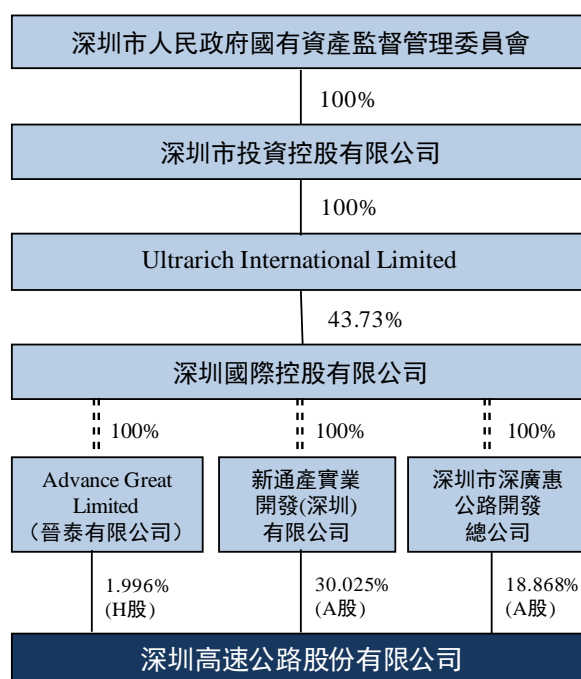 深圳市人民政府國有資產監督管理委員會
100%
深圳市投資控股有限公司
100%
Ultrarich International Limited
43.73%
深圳國際控股有限公司
100%
100%
100%
Advance Great
Limited
（晉泰有限公司）
新通產實業
開發(深圳)
有限公司
深圳市深廣惠
公路開發
總公司
1.996%
(H股)
30.025%
(A股)
18.868%
(A股)
深圳高速公路股份有限公司